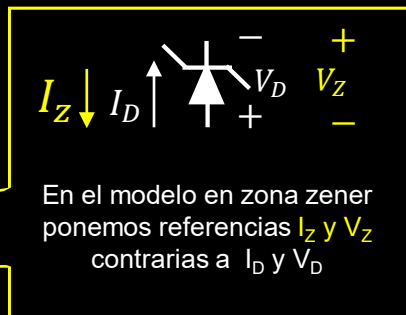 I_Z I_D − V_D + + V_Z −
En el modelo en zona zener
ponemos referencias I_Z y V_Z
contrarias a I_D y V_D